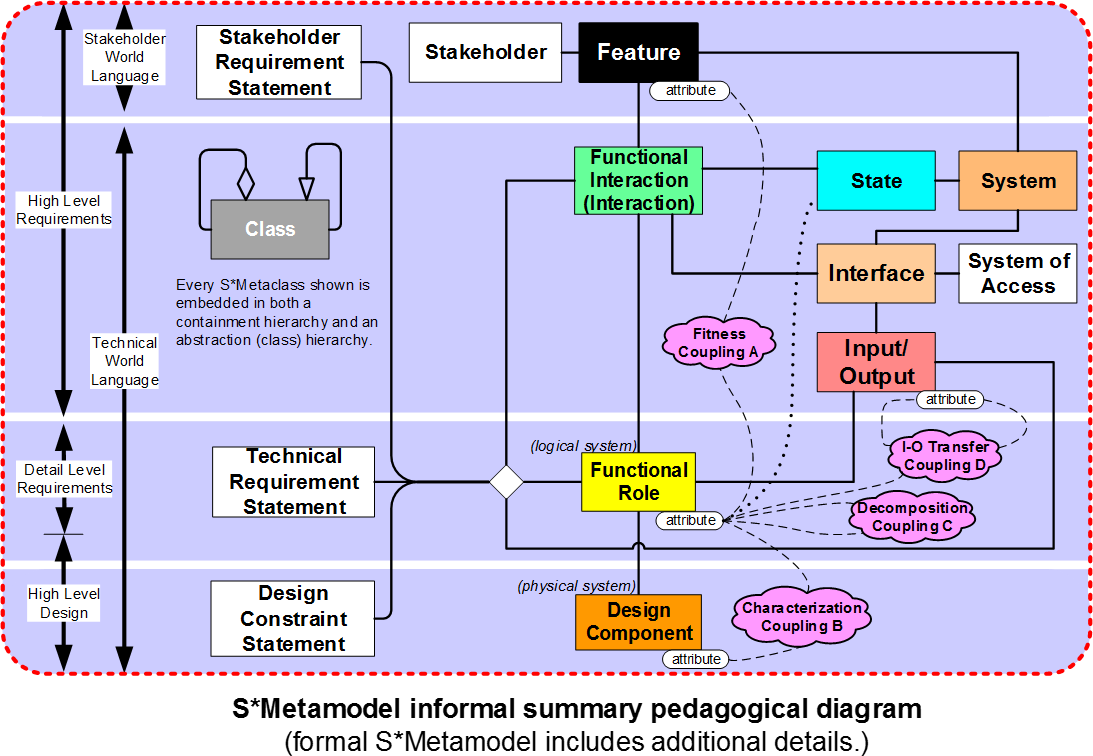 Stakeholder
World
Language
Stakeholder
Requirement
Statement
Stakeholder
Feature
attribute
High Level
Requirements
Class
Every S*Metaclass shown is
embedded in both a
containment hierarchy and an
abstraction (class) hierarchy.
Functional
Interaction
(Interaction)
State
System
Interface
System of
Access
Technical
World
Language
Fitness
Coupling A
Input/
Output
attribute
Detail Level
Requirements
Technical
Requirement
Statement
(logical system)
Functional
Role
attribute
I-O Transfer
Coupling D
Decomposition
Coupling C
High Level
Design
Design
Constraint
Statement
(physical system)
Design
Component
attribute
Characterization
Coupling B
S*Metamodel informal summary pedagogical diagram
(formal S*Metamodel includes additional details.)